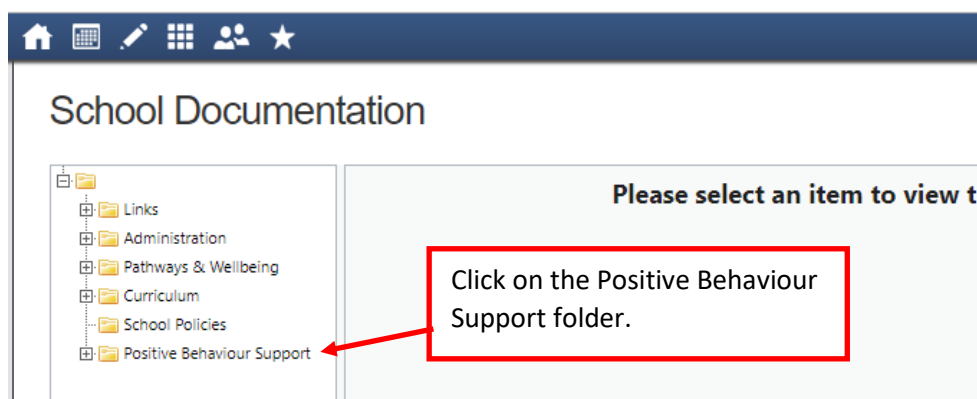 School Documentation
Please select an item to view t
Links
Administration
Pathways & Wellbeing
Curriculum
School Policies
Positive Behaviour Support
Click on the Positive Behaviour
Support folder.